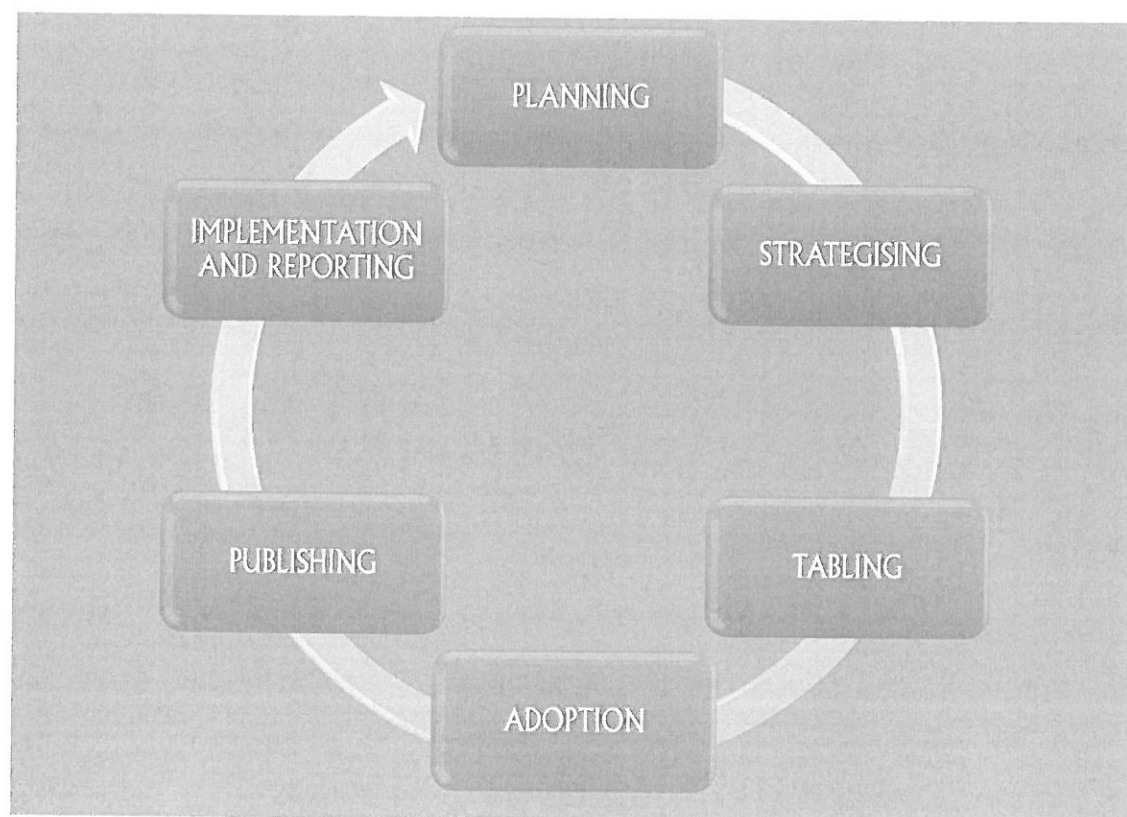 PLANNING
STRATEGISING
TABLING
ADOPTION
PUBLISHING
IMPLEMENTATION
AND REPORTING